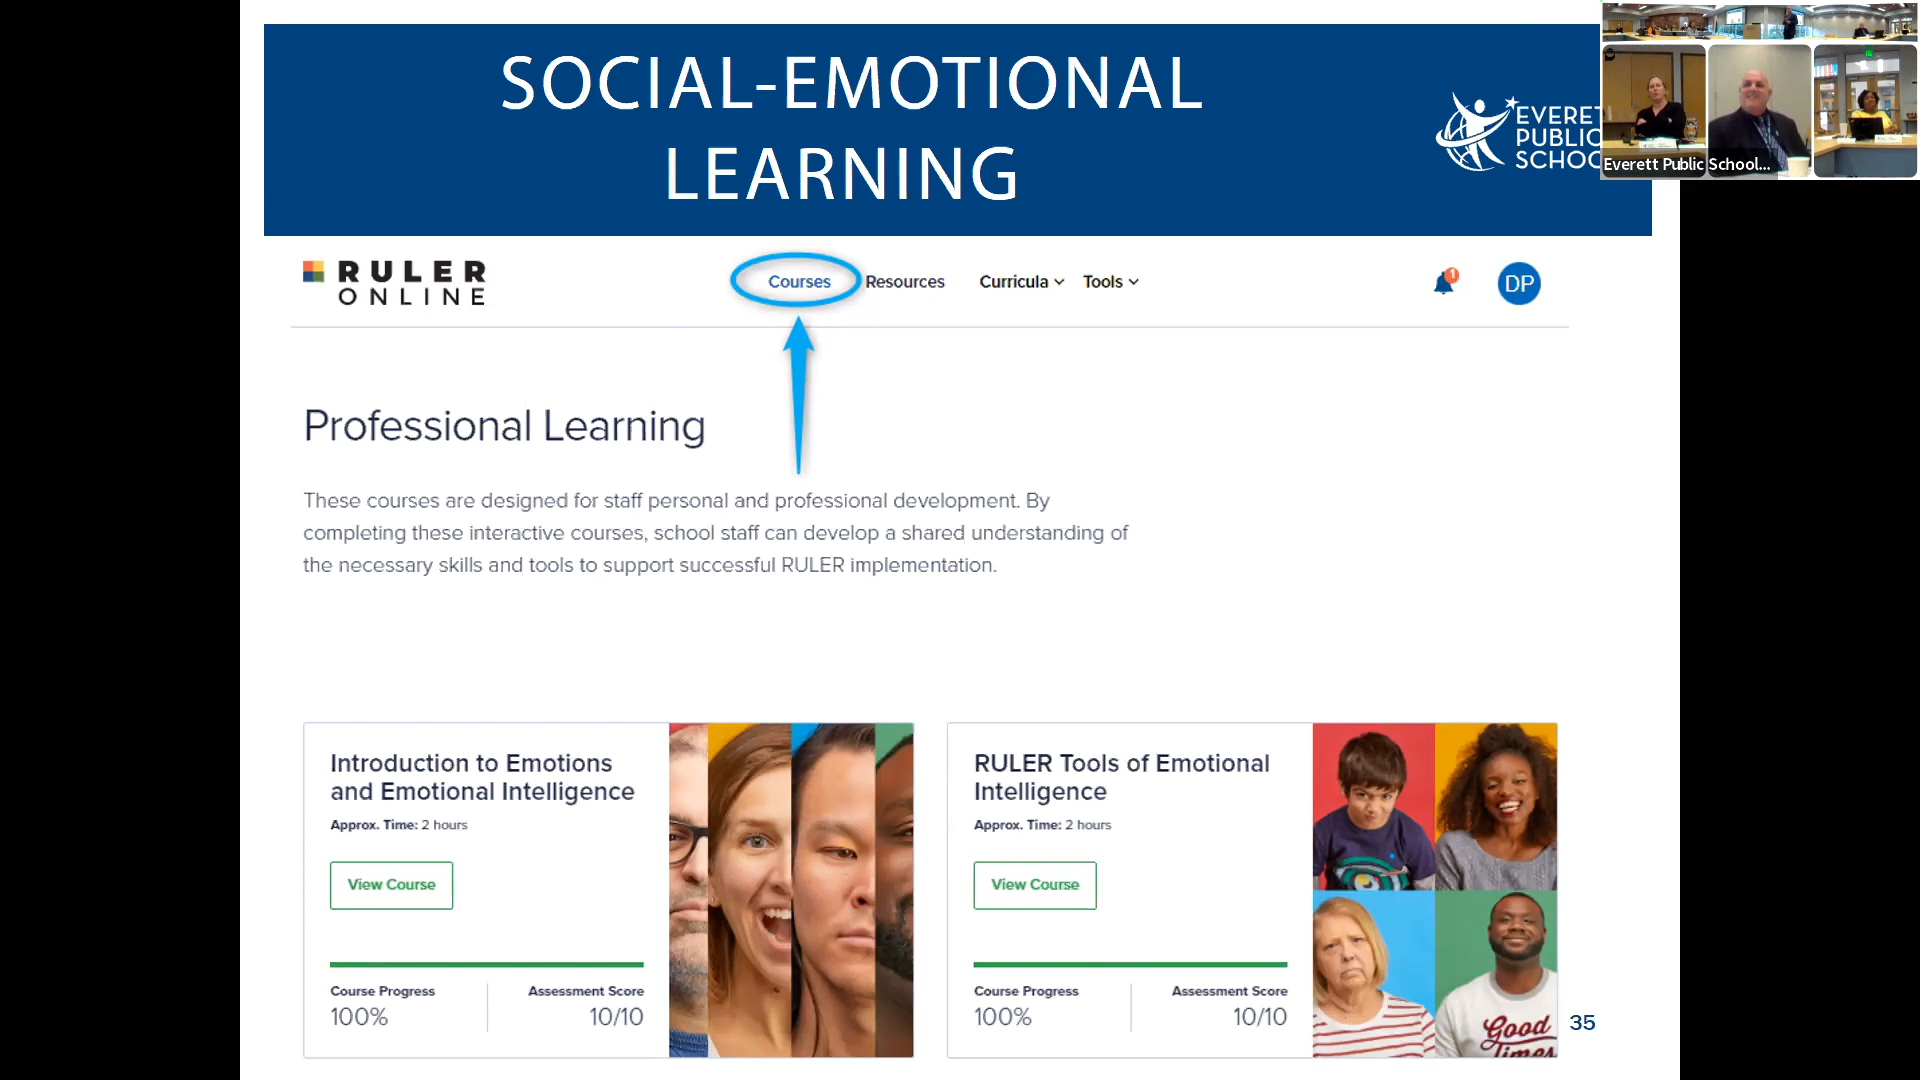 SOCIAL-EMOTIONAL
LEARNING
EVERE
PUBLIC
SCHOO
Everett Public School...
RULER
ONLINE
Courses
Resources
Curricula
Tools
1
DP
Professional Learning
These courses are designed for staff personal and professional development. By
completing these interactive courses, school staff can develop a shared understanding of
the necessary skills and tools to support successful RULER implementation.
Introduction to Emotions
and Emotional Intelligence
Approx. Time: 2 hours
View Course
Course Progress
100%
Assessment Score
10/10
RULER Tools of Emotional
Intelligence
Approx. Time: 2 hours
View Course
Course Progress
100%
Assessment Score
10/10
Good
Times
35